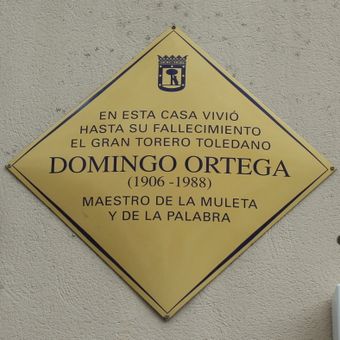 EN ESTA CASA VIVIÓ
HASTA SU FALLECIMIENTO
EL GRAN TORERO TOLEDANO
DOMINGO ORTEGA
(1906 -1988)
MAESTRO DE LA MULETA
Y DE LA PALABRA